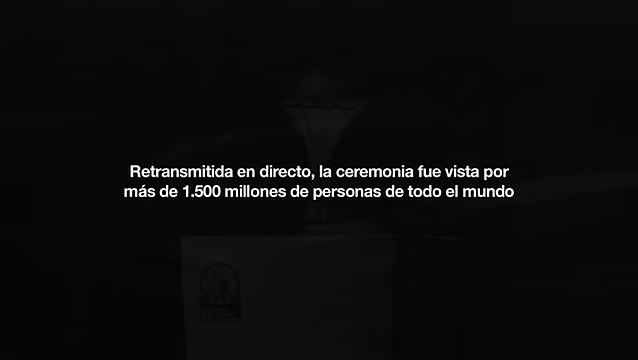 Retransmitida en directo, la ceremonia fue vista por
más de 1.500 millones de personas de todo el mundo